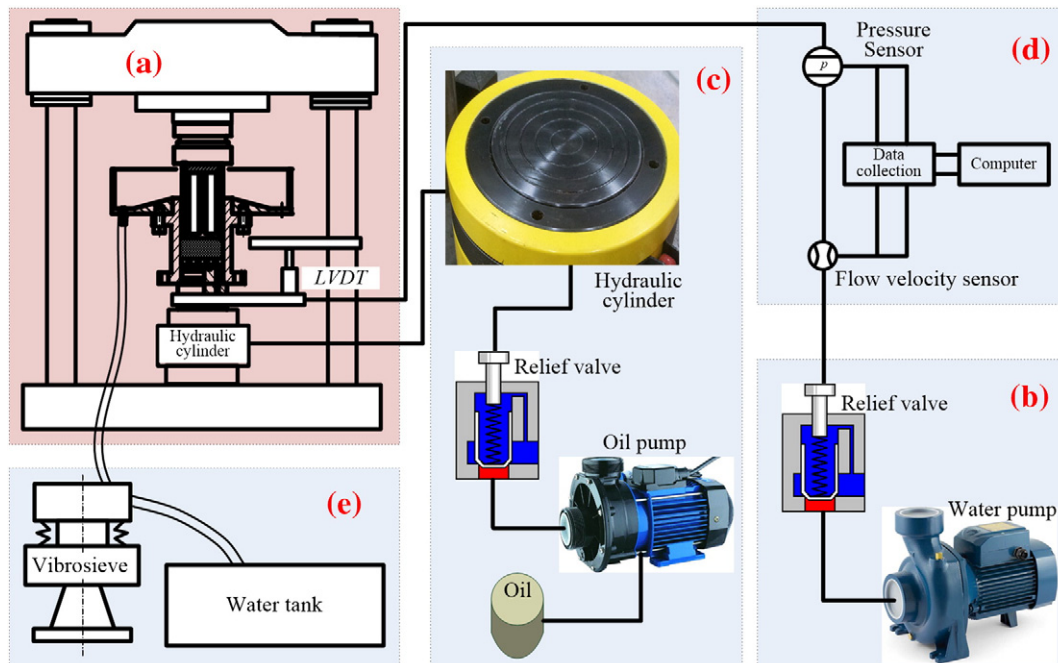 (a)
LVDT
Hydraulic
cylinder
(c)
Hydraulic
cylinder
Relief valve
Oil pump
Oil
(d)
Pressure
Sensor
p
Data
collection
Computer
Flow velocity sensor
(b)
Relief valve
Water pump
(e)
Vibrosieve
Water tank